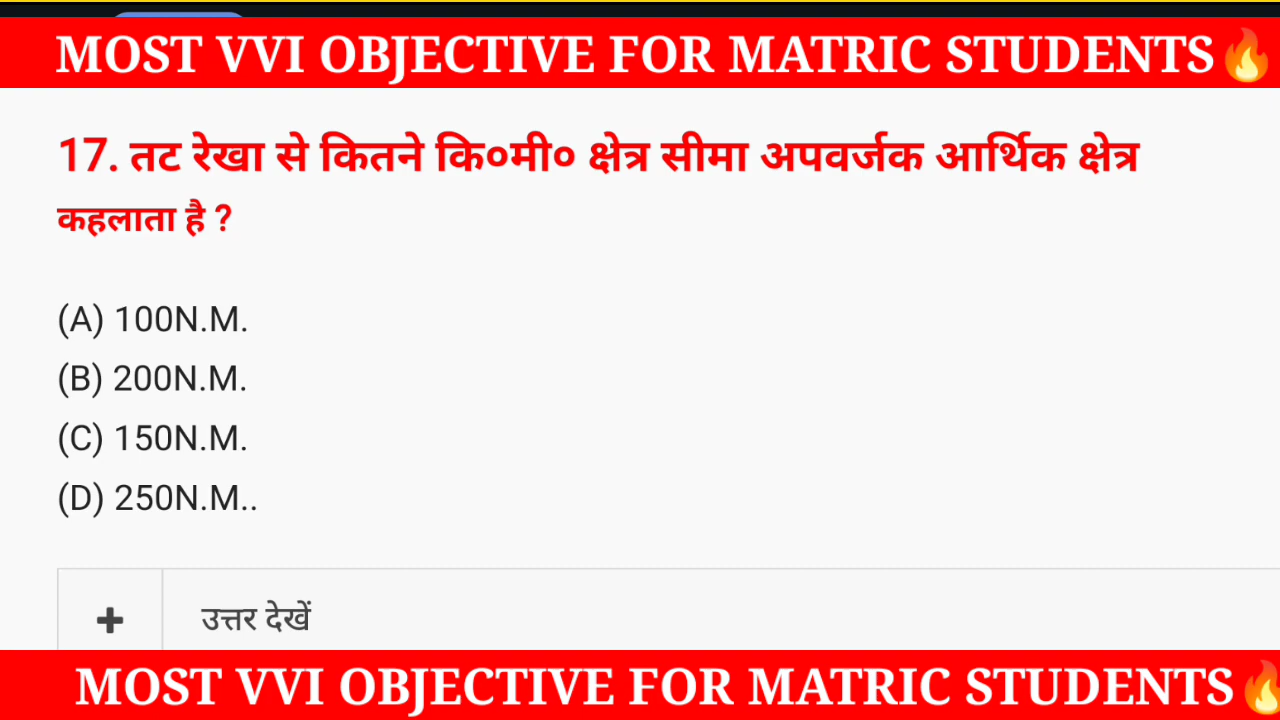 MOST VVI OBJECTIVE FOR MATRIC STUDENTS🔥
17. तट रेखा से कितने कि०मी० क्षेत्र सीमा अपवर्जक आर्थिक क्षेत्र
कहलाता है ?
(A) 100N.M.
(B) 200N.M.
(C) 150N.M.
(D) 250N.M..
+ उत्तर देखें
MOST VVI OBJECTIVE FOR MATRIC STUDENTS🔥